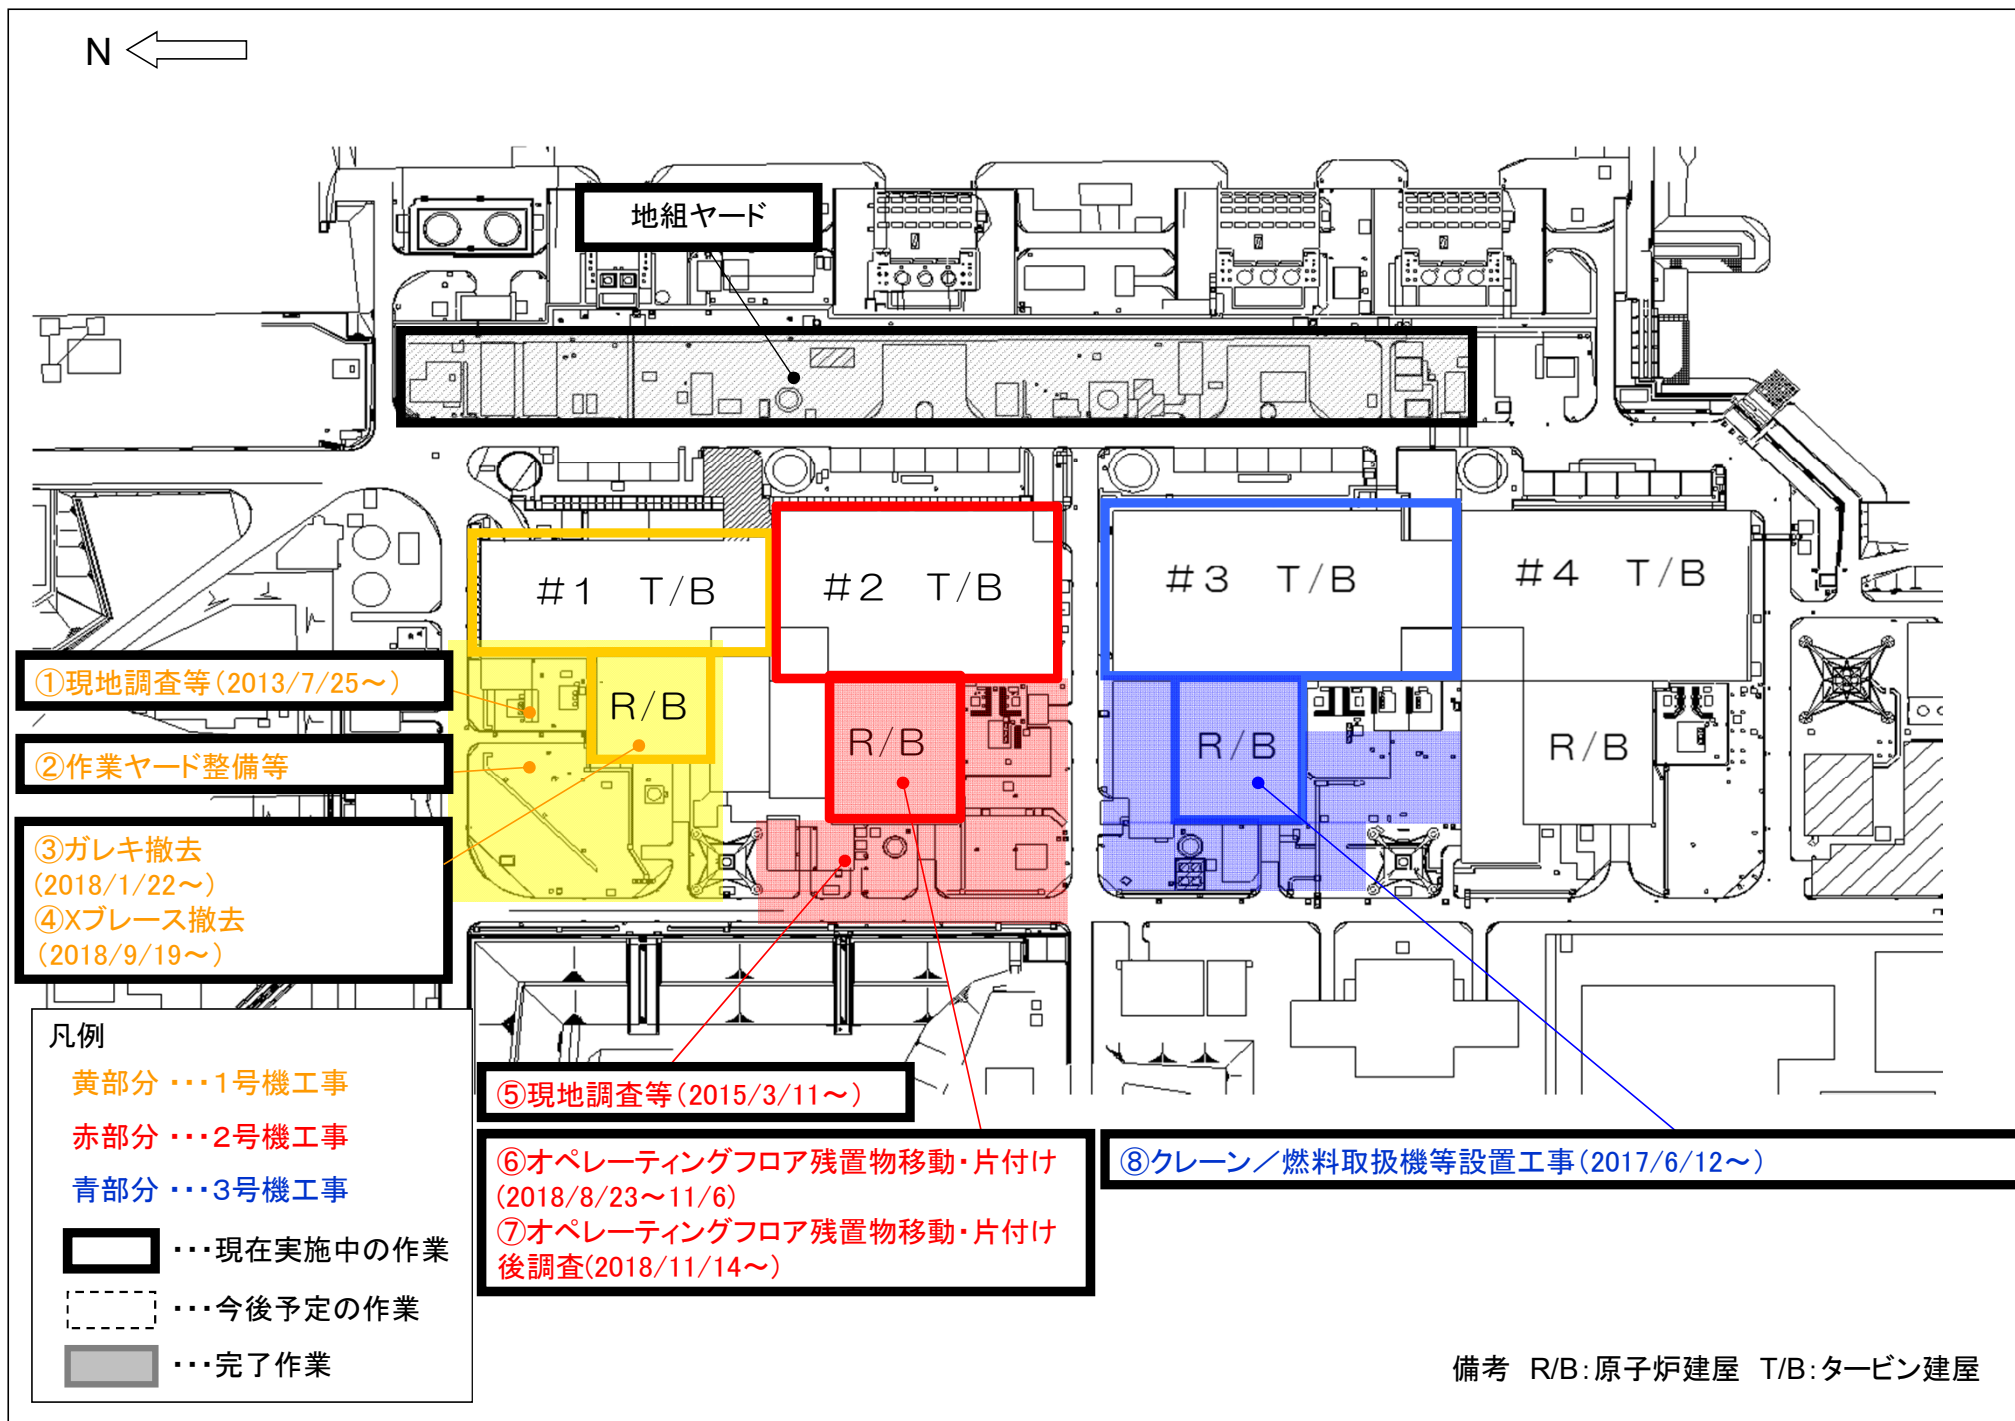 N
地組ヤード
#1 T/B
#2 T/B
#3 T/B
#4 T/B
R/B
R/B
R/B
R/B
①現地調査等(2013/7/25～)
②作業ヤード整備等
③ガレキ撤去
(2018/1/22～)
④Xブレース撤去
(2018/9/19～)
⑤現地調査等(2015/3/11～)
⑥オペレーティングフロア残置物移動・片付け
(2018/8/23～11/6)
⑦オペレーティングフロア残置物移動・片付け
後調査(2018/11/14～)
⑧クレーン／燃料取扱機等設置工事(2017/6/12～)
凡例
黄部分 ・・・1号機工事
赤部分 ・・・2号機工事
青部分 ・・・3号機工事
・・・現在実施中の作業
・・・今後予定の作業
・・・完了作業
備考 R/B：原子炉建屋 T/B：タービン建屋